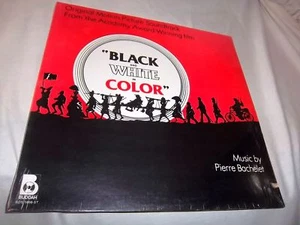 Original Motion Picture Soundtrack
From the Academy Award Winning Film
"BLACK
AND
WHITE
IN
COLOR"
Music by
Pierre Bachelet
B
BUDDAH